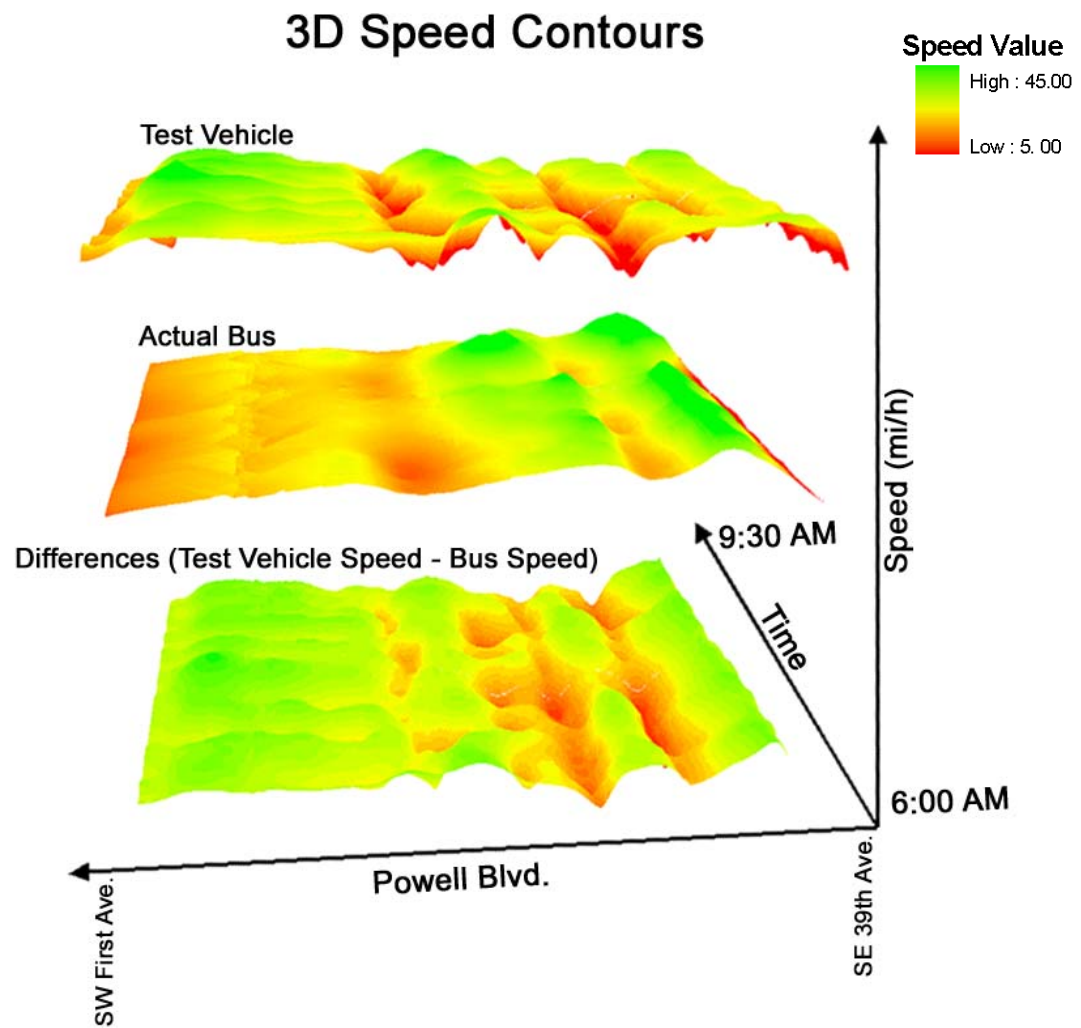 3D Speed Contours
Speed Value
High : 45.00
Low : 5. 00
Test Vehicle
Actual Bus
Speed (mi/h)
9:30 AM
Differences (Test Vehicle Speed - Bus Speed)
Time
6:00 AM
Powell Blvd.
SW First Ave.
SE 39th Ave.